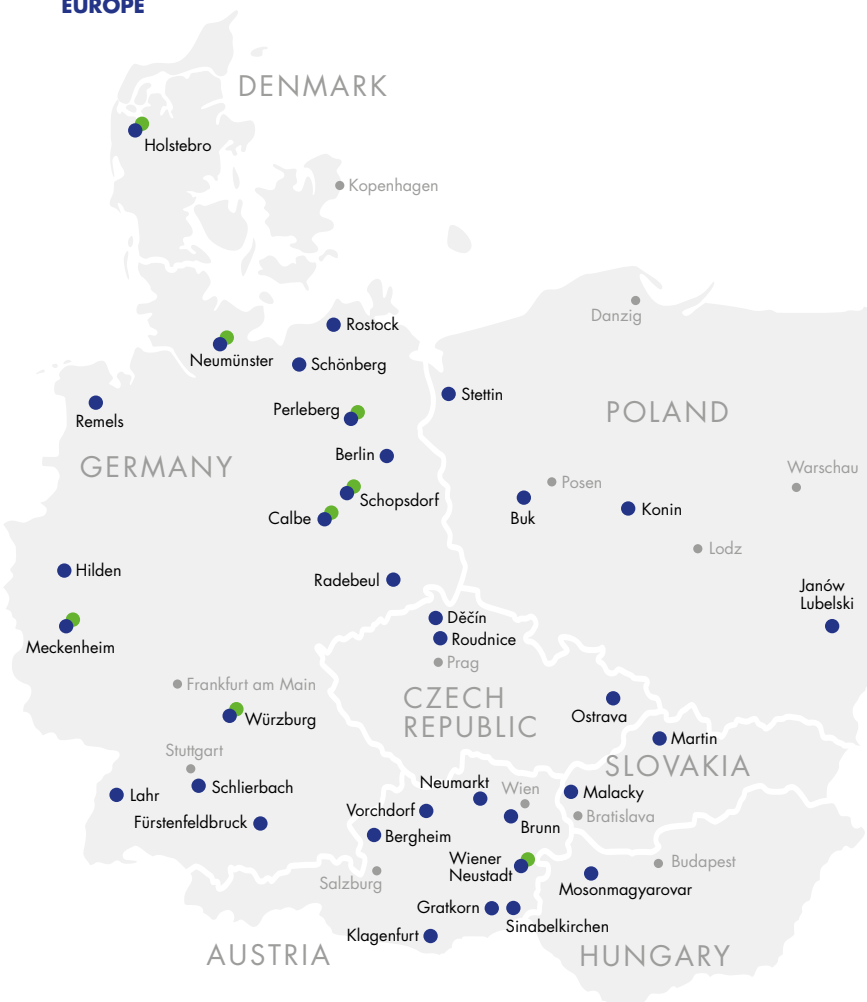 EUROPE
DENMARK
Holstebro
Kopenhagen
Danzig
Rostock
Neumünster
Schönberg
Stettin
Remels
Perleberg
POLAND
Berlin
GERMANY
Warschau
Posen
Schopsdorf
Buk
Konin
Calbe
Lodz
Hilden
Radebeul
Janów
Lubelski
Děčín
Roudnice
Meckenheim
Prag
Frankfurt am Main
CZECH
REPUBLIC
Ostrava
Würzburg
Martin
Stuttgart
SLOVAKIA
Schlierbach
Neumarkt
Wien
Malacky
Lahr
Vorchdorf
Bratislava
Fürstenfeldbruck
Brunn
Bergheim
Wiener
Neustadt
Budapest
Salzburg
Mosonmagyarovar
Gratkorn
Sinabelkirchen
Klagenfurt
AUSTRIA
HUNGARY